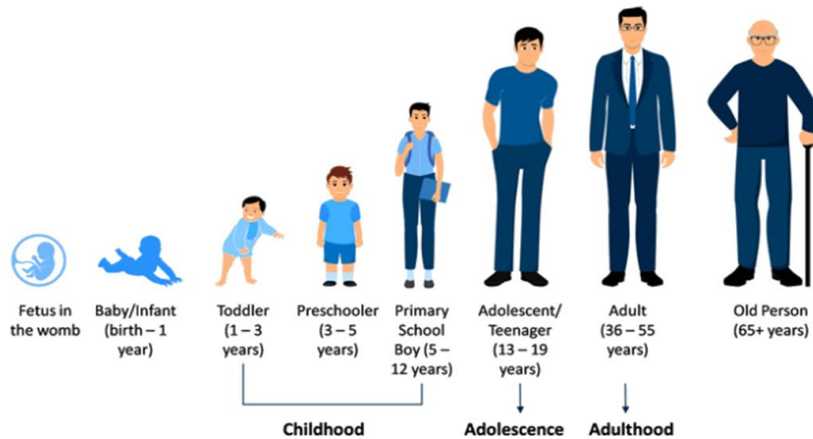 Fetus in
the womb
Baby/Infant
(birth – 1
year)
Toddler
(1 – 3
years)
Preschooler
(3 – 5
years)
Primary
School
Boy (5 –
12 years)
Adolescent/
Teenager
(13 – 19
years)
Adult
(36 – 55
years)
Old Person
(65+ years)
Childhood
Adolescence
Adulthood